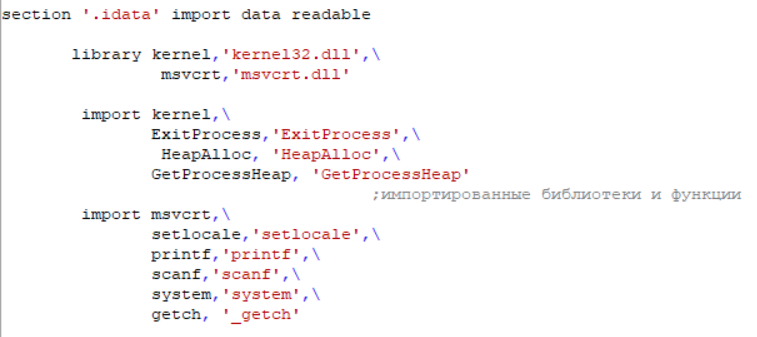 section '.idata' import data readable
library kernel,'kernel32.dll',\
msvcrt,'msvcrt.dll'
import kernel,\
ExitProcess,'ExitProcess',\
HeapAlloc, 'HeapAlloc',\
GetProcessHeap, 'GetProcessHeap'
;импортированные библиотеки и функции
import msvcrt,\
setlocale,'setlocale',\
printf,'printf',\
scanf,'scanf',\
system,'system',\
getch, '_getch'